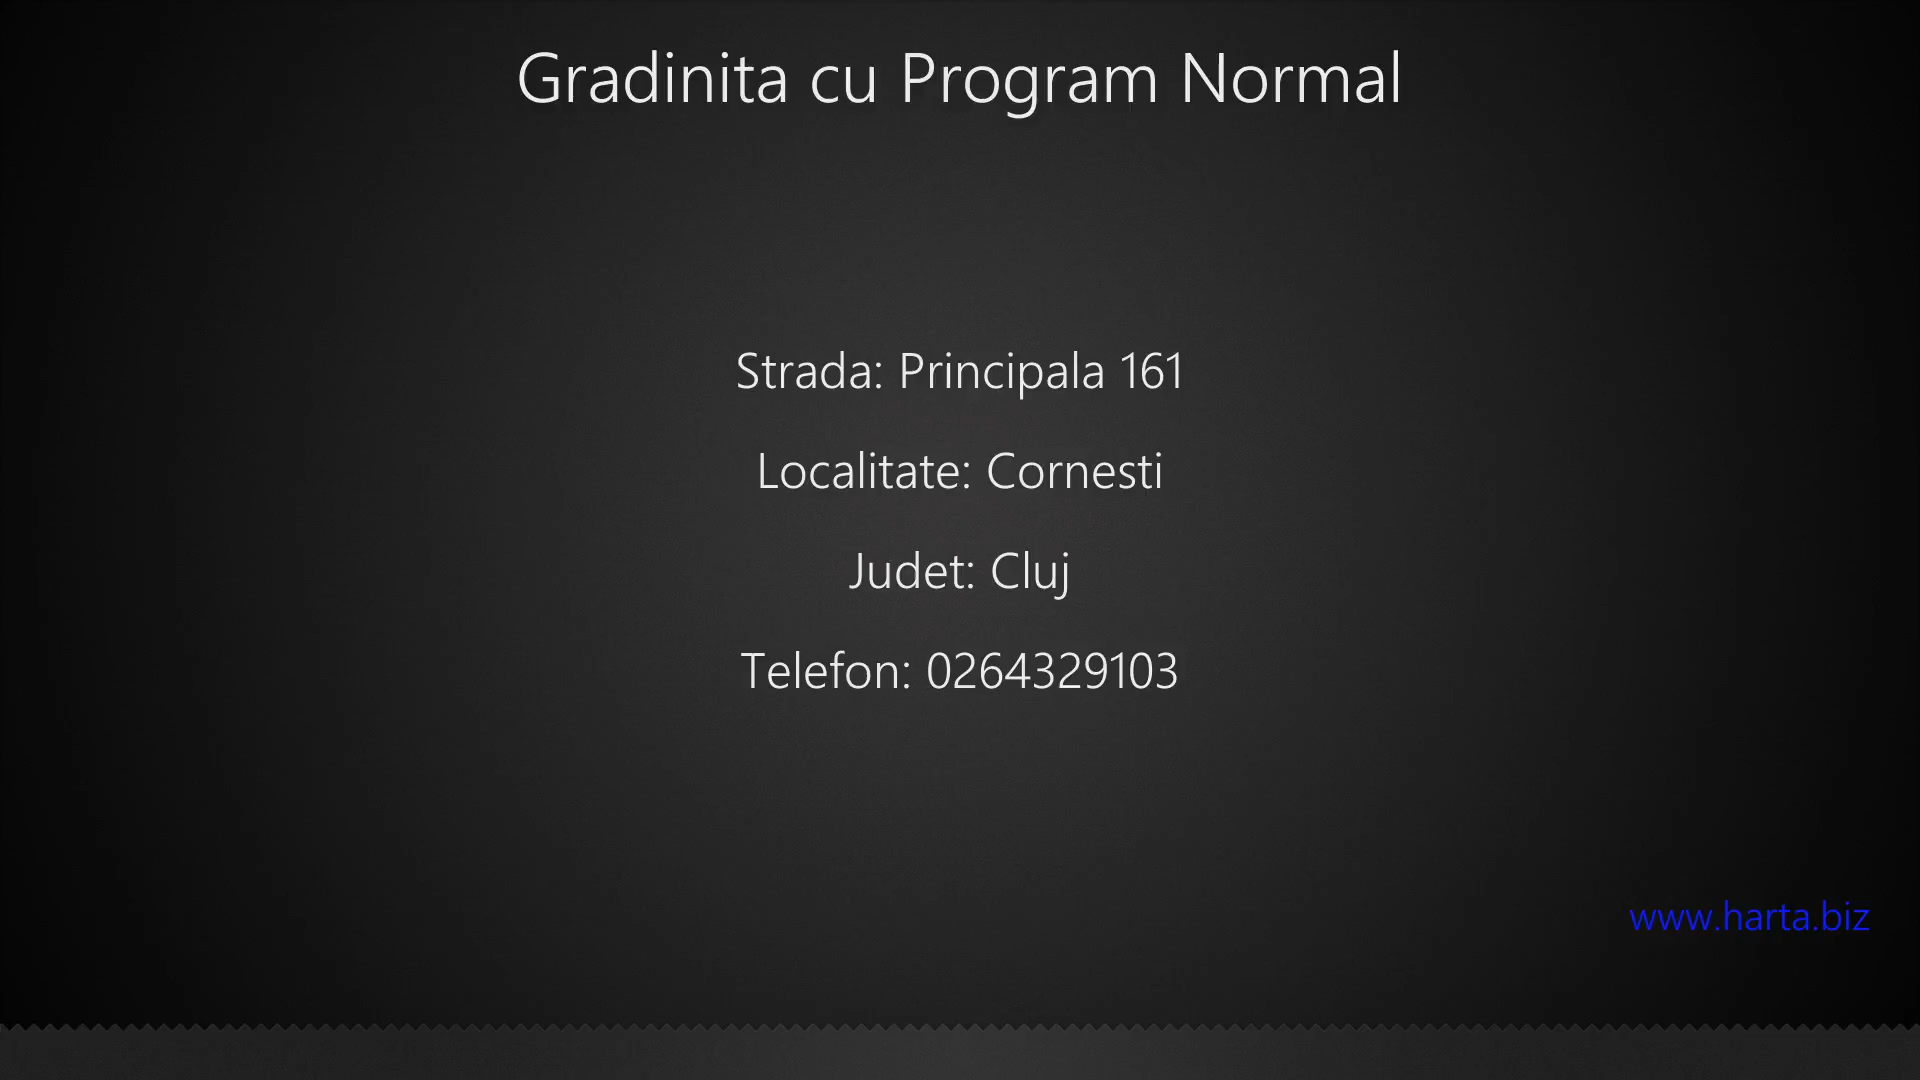 Gradinita cu Program Normal
Strada: Principala 161
Localitate: Cornesti
Judet: Cluj
Telefon: 0264329103
www.harta.biz